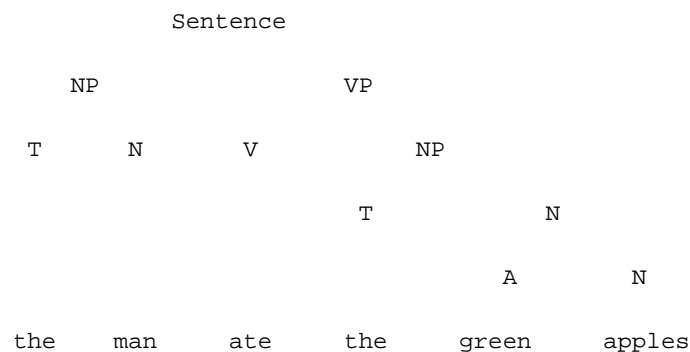 Sentence
NP VP
T N V NP
T N
A N
the man ate the green apples